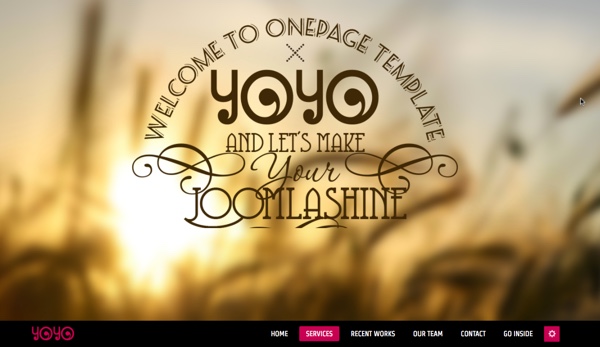 WELCOME TO ONEPAGE TEMPLATE
YOYO
AND LET'S MAKE
Your
JOOMLASHINE
YOYO
HOME SERVICES RECENT WORKS OUR TEAM CONTACT GO INSIDE